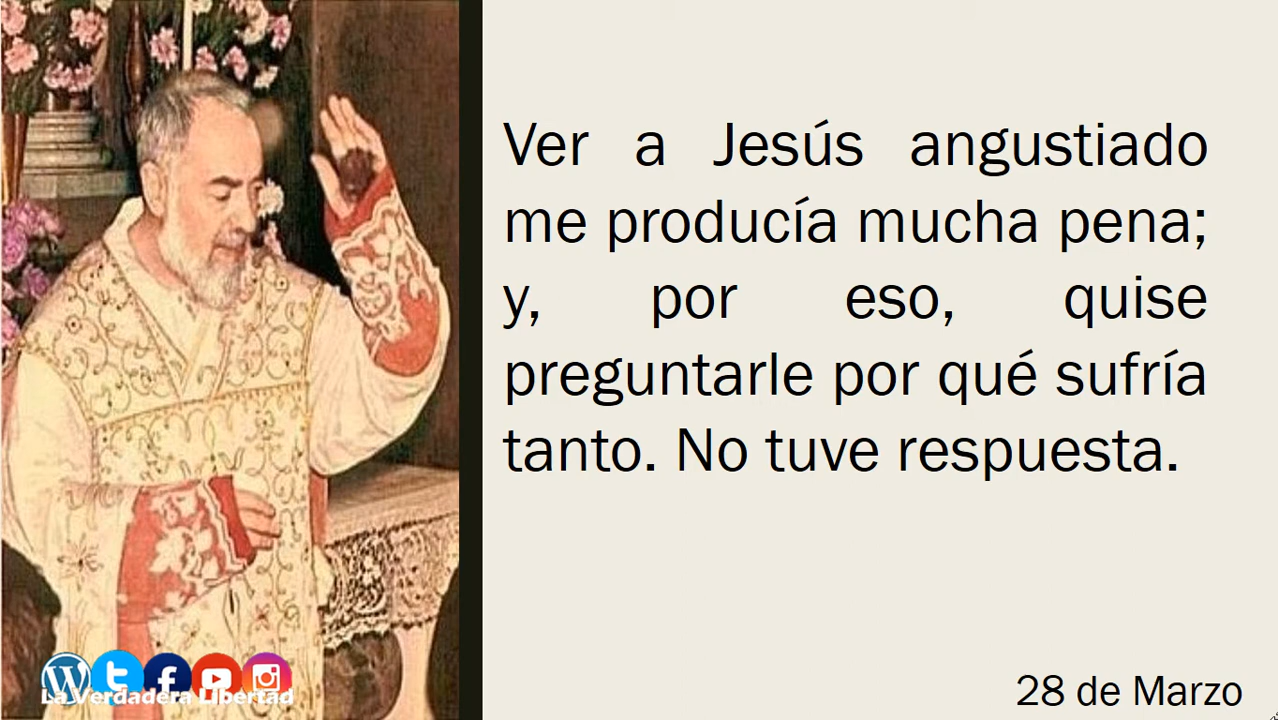 Ver a Jesús angustiado
me producía mucha pena;
y, por eso, quise
preguntarle por qué sufría
tanto. No tuve respuesta.
La Verdadera Libertad
28 de Marzo